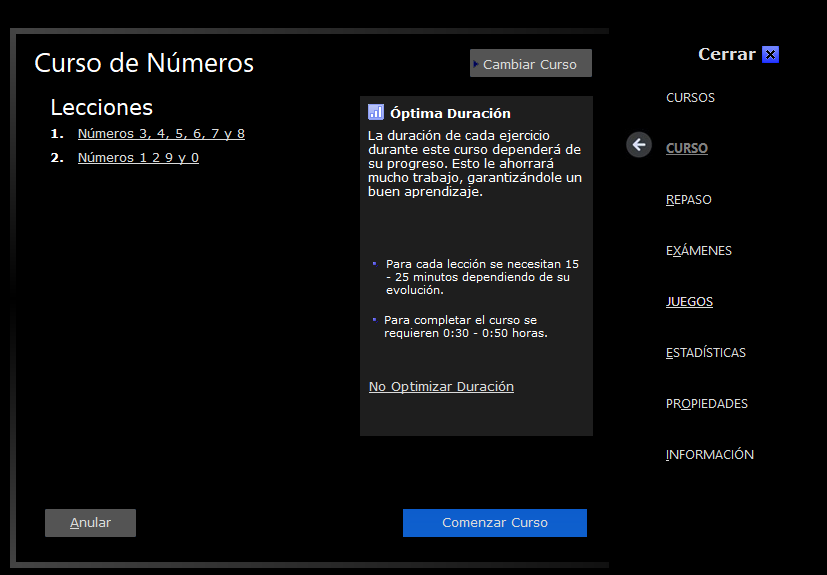 Curso de Números
Cambiar Curso
Lecciones
1. Números 3, 4, 5, 6, 7 y 8
2. Números 1 2 9 y 0
Óptima Duración
La duración de cada ejercicio
durante este curso dependerá de
su progreso. Esto le ahorrará
mucho trabajo, garantizándole un
buen aprendizaje.
Para cada lección se necesitan 15
- 25 minutos dependiendo de su
evolución.
Para completar el curso se
requieren 0:30 - 0:50 horas.
No Optimizar Duración
Anular
Comenzar Curso
Cerrar
CURSOS
CURSO
REPASO
EXÁMENES
JUEGOS
ESTADÍSTICAS
PROPIEDADES
INFORMACIÓN